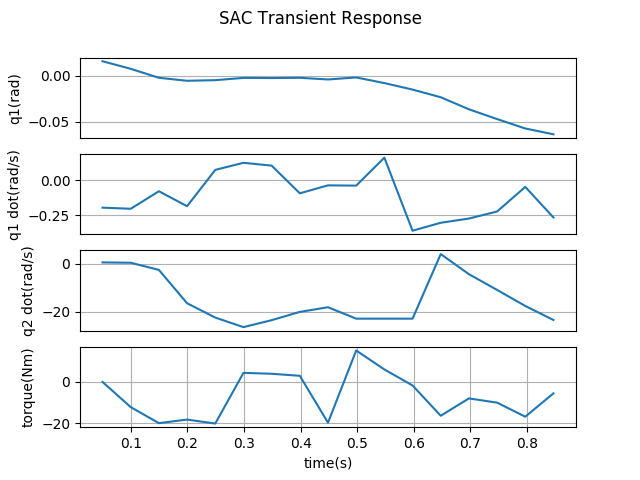 SAC Transient Response
0.00
−0.05
q1(rad)
0.00
−0.25
q1 dot(rad/s)
0
−20
q2 dot(rad/s)
0
−20
torque(Nm)
0.1 0.2 0.3 0.4 0.5 0.6 0.7 0.8
time(s)